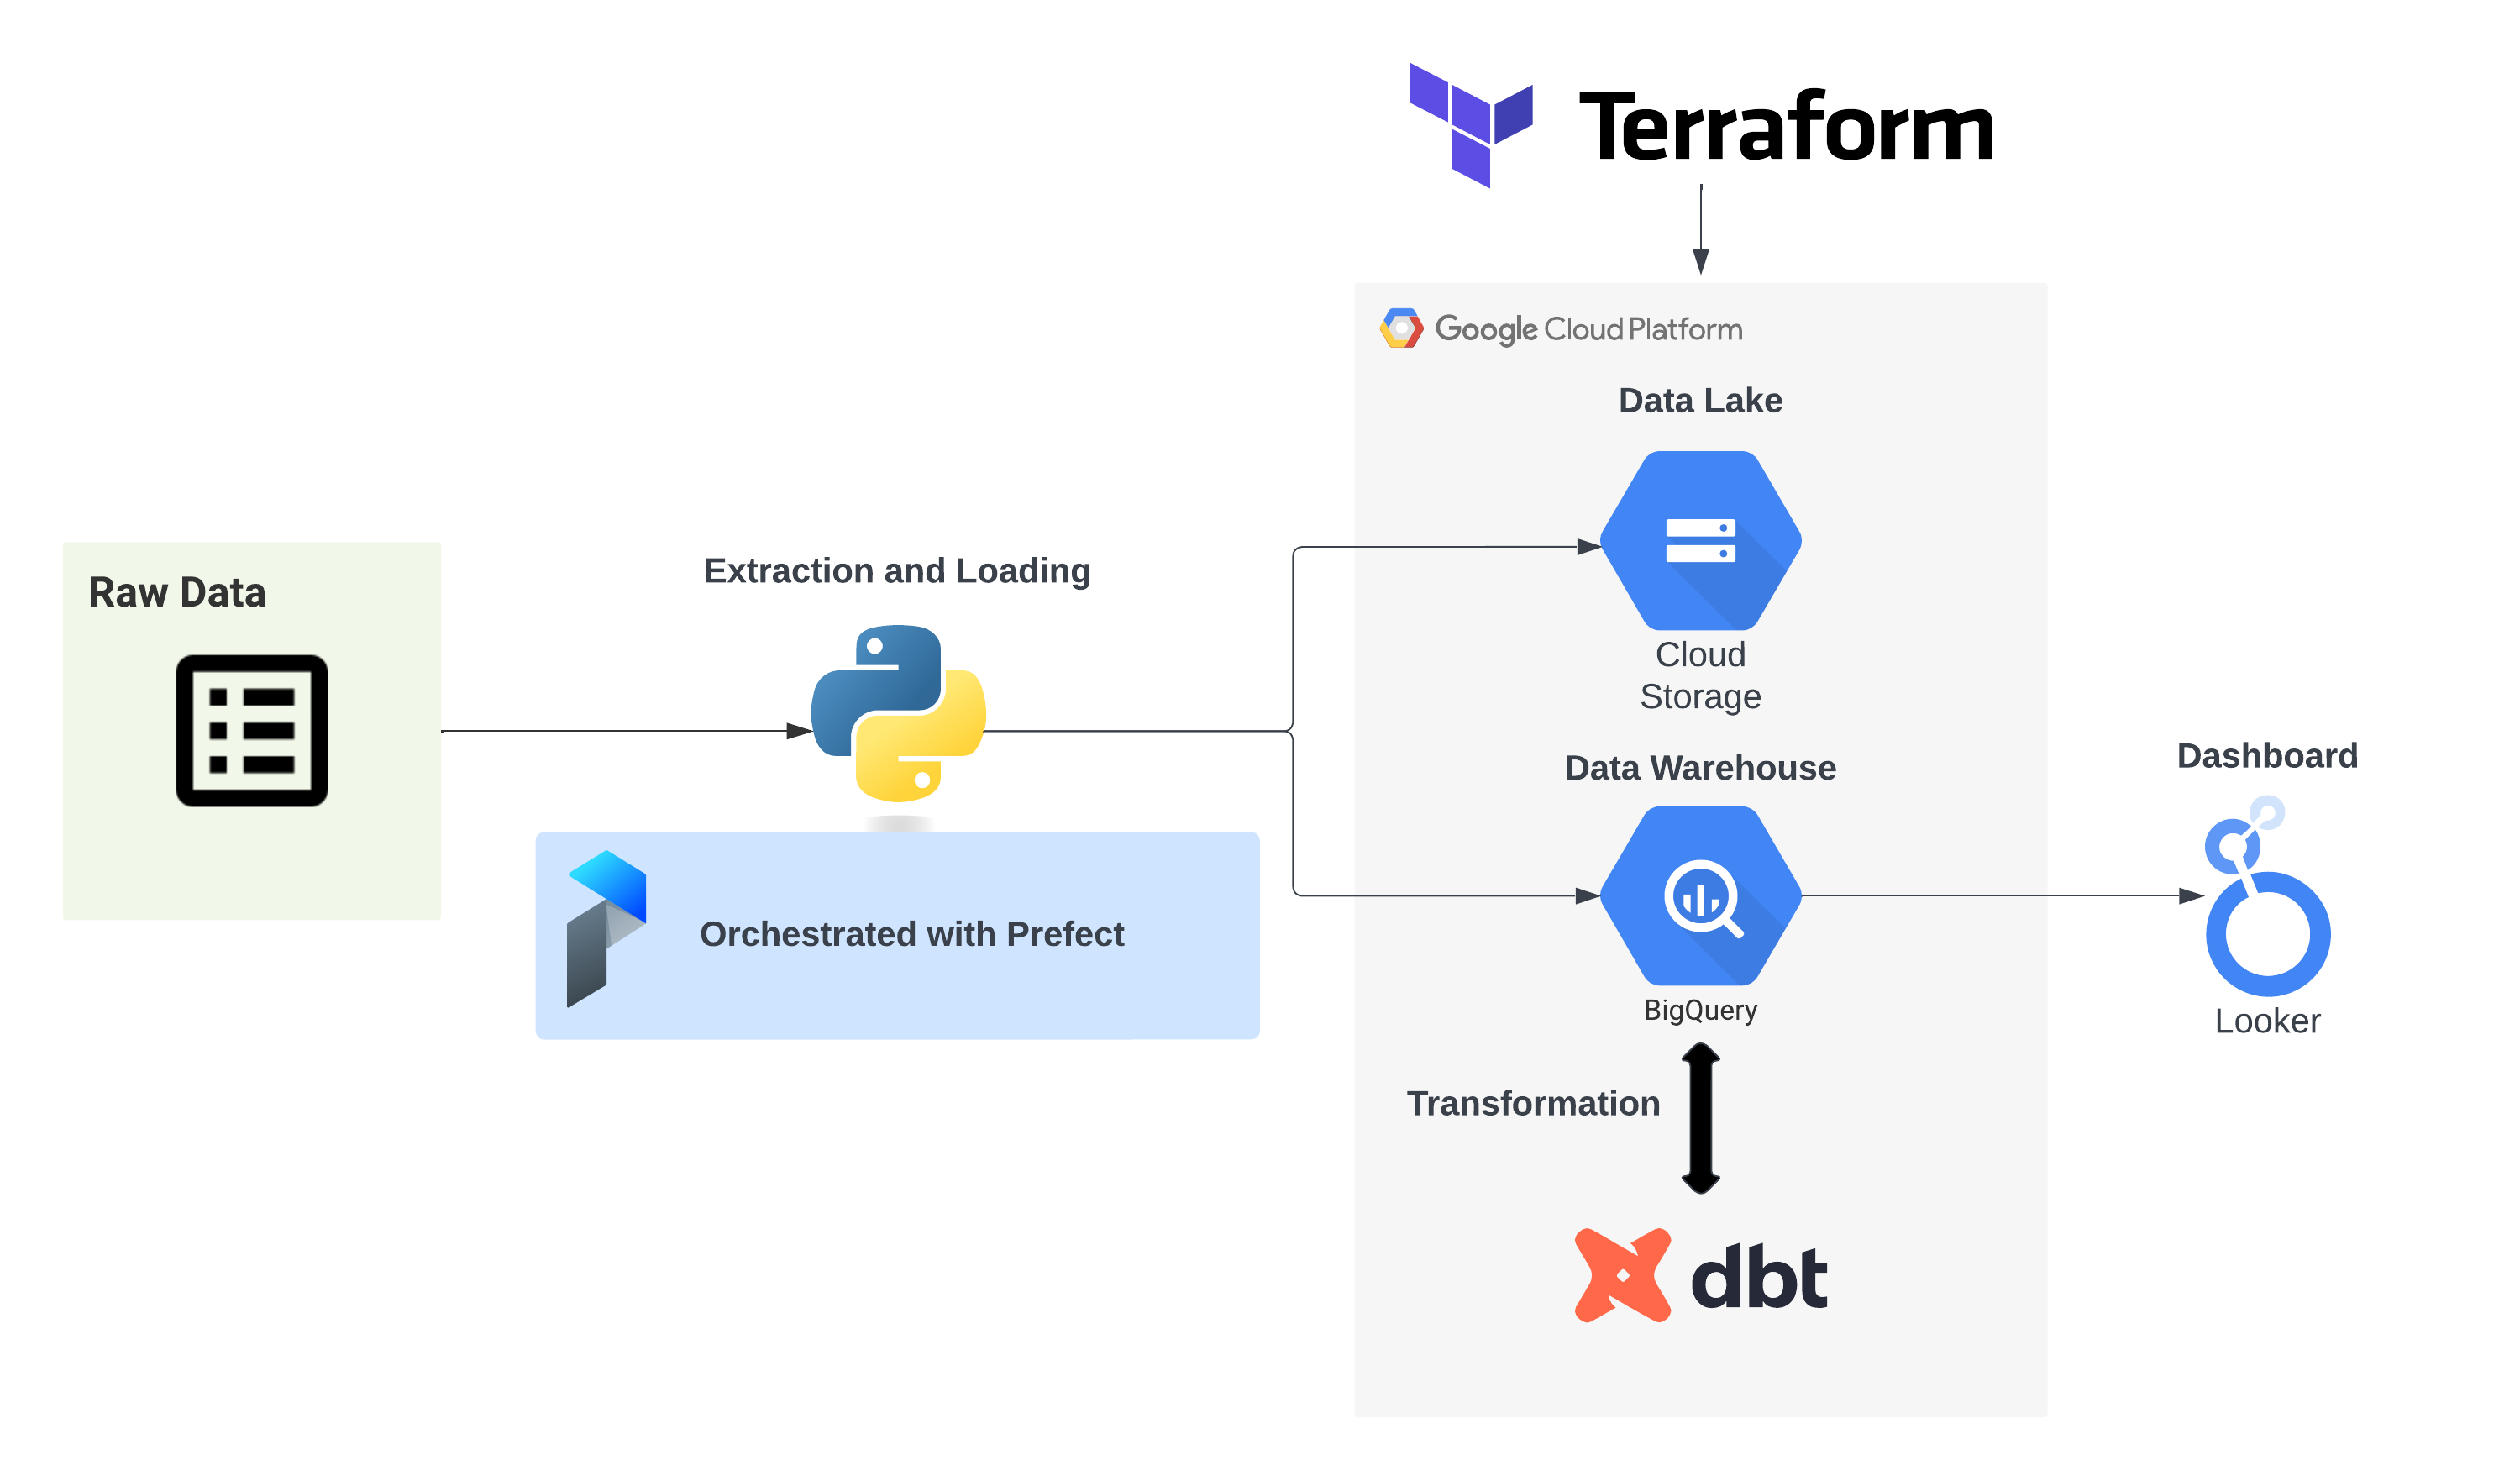 Terraform
Google Cloud Platform
Data Lake
Cloud
Storage
Raw Data
Extraction and Loading
Orchestrated with Prefect
Data Warehouse
BigQuery
Transformation
dbt
Dashboard
Looker